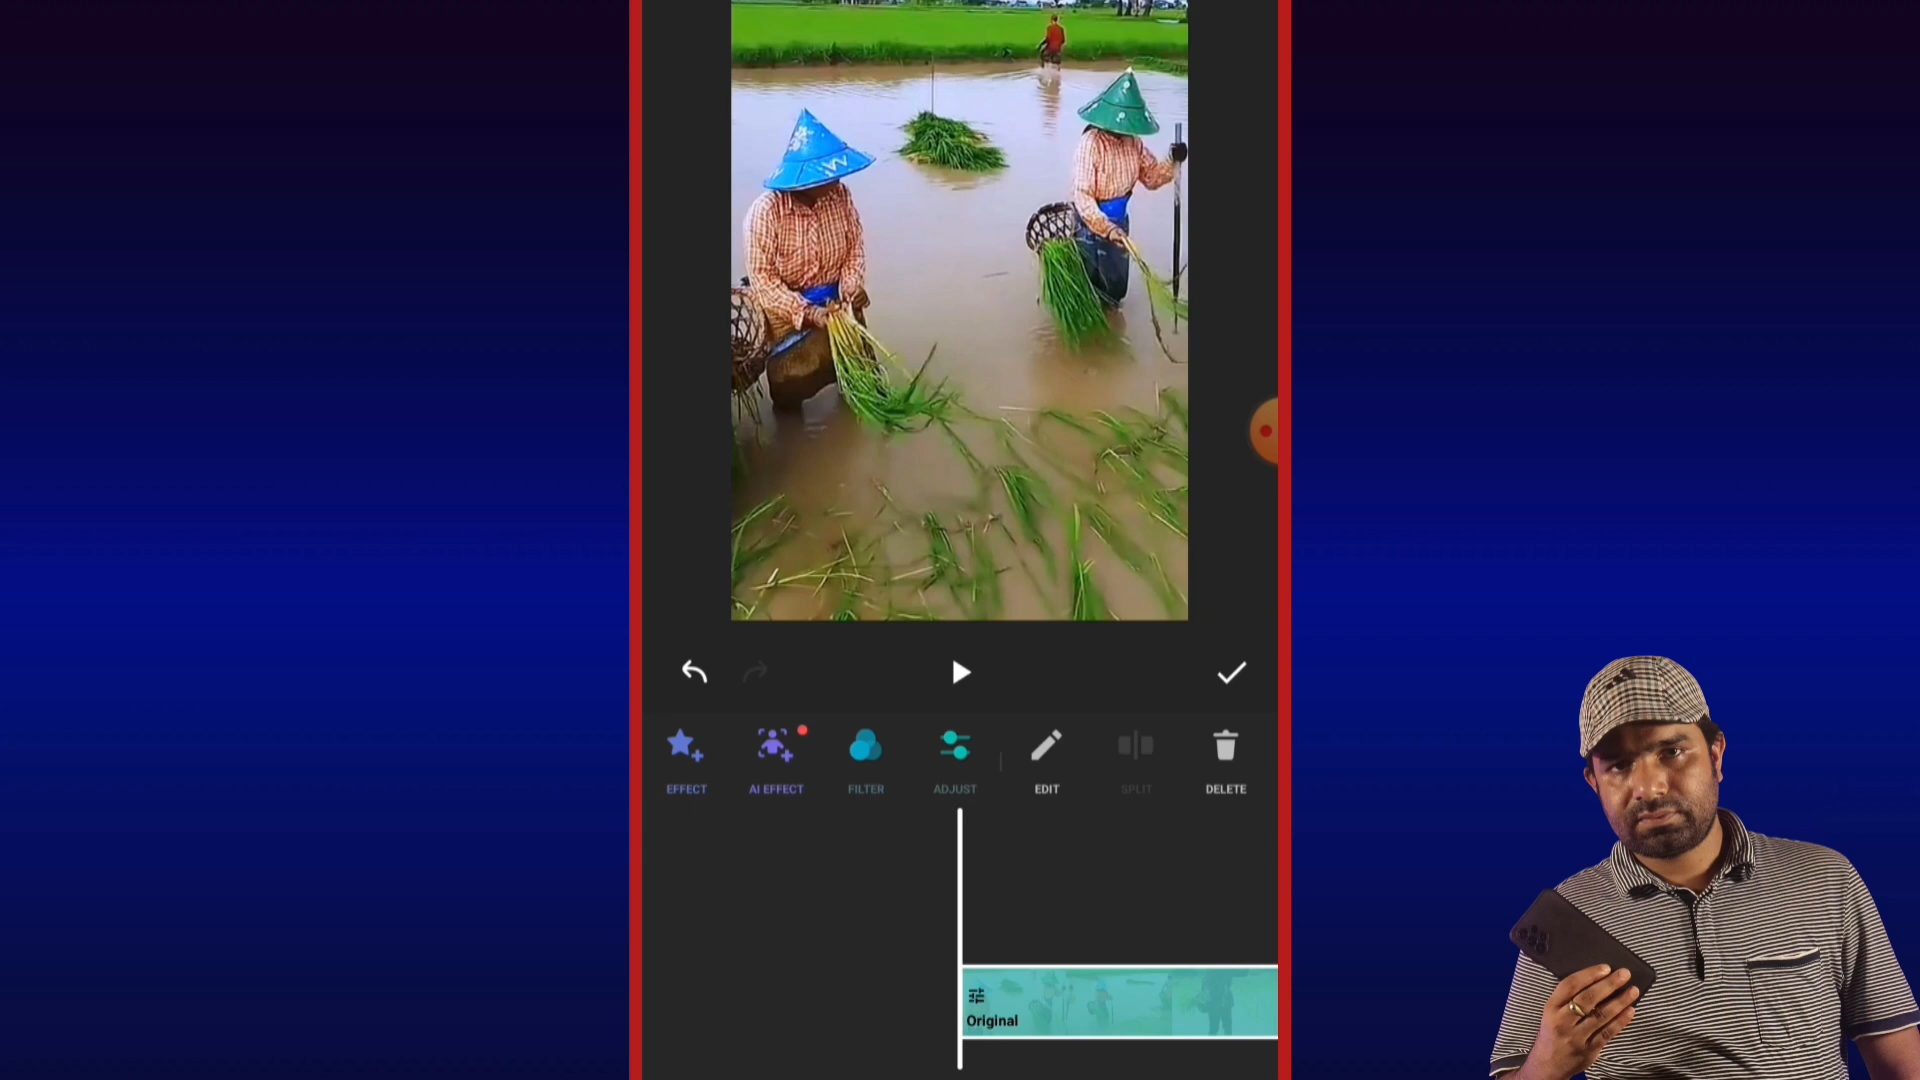 W
EFFECT
AI EFFECT
FILTER
ADJUST
EDIT
SPLIT
DELETE
Original